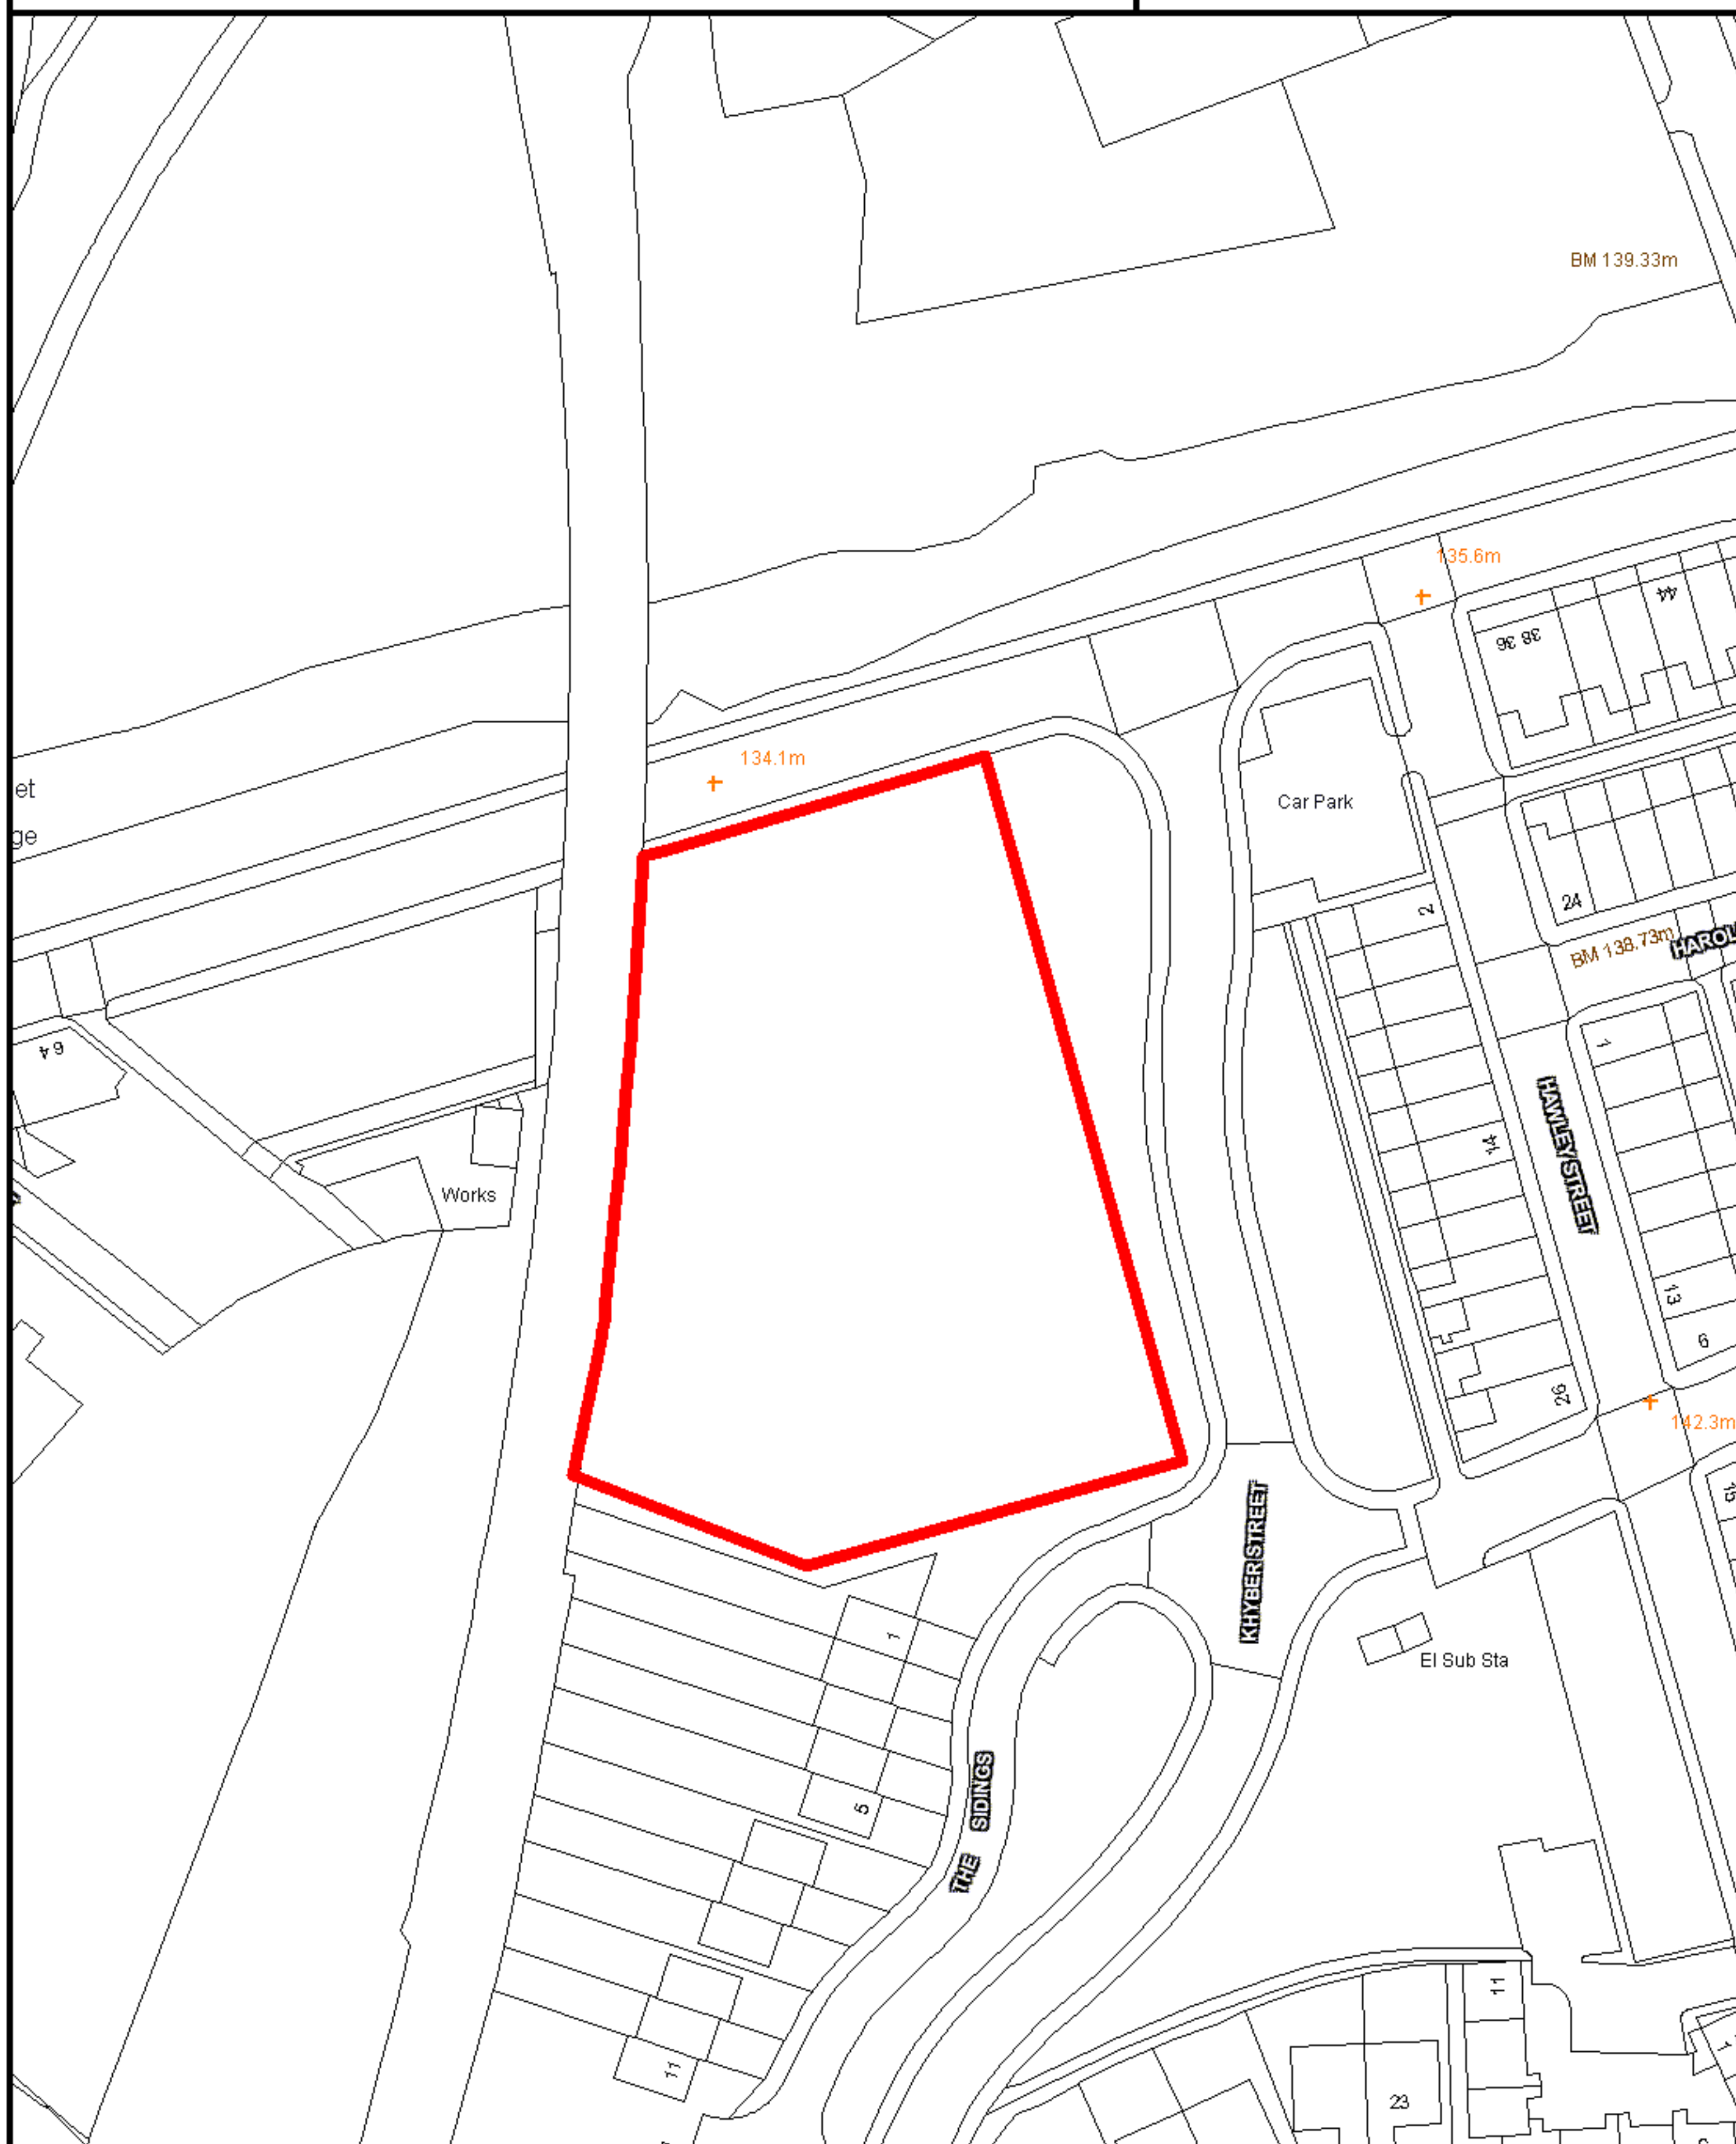 BM 139.33m
135.6m
44
38
36
134.1m
et
Car Park
ge
24
2
BM 138.73m
HAROL
64
1
HAWLEY STREET
14
Works
13
6
26
142.3m
15
KHYBER STREET
1
El Sub Sta
THE SIDINGS
5
11
11
23